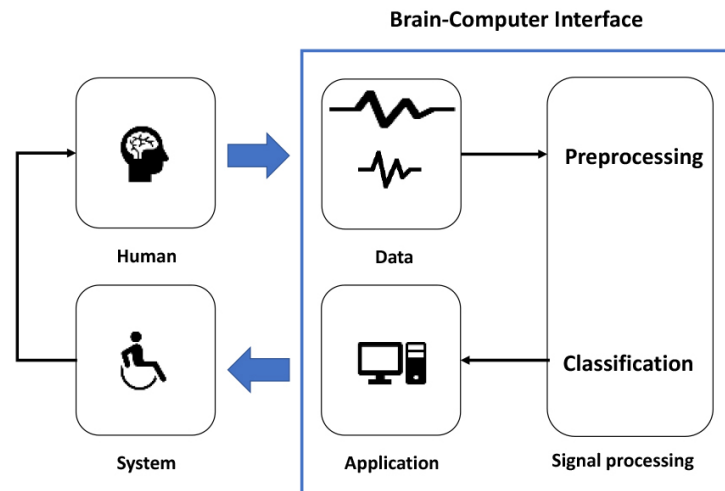 Brain-Computer Interface
Preprocessing
Human
Data
Classification
System
Application
Signal processing